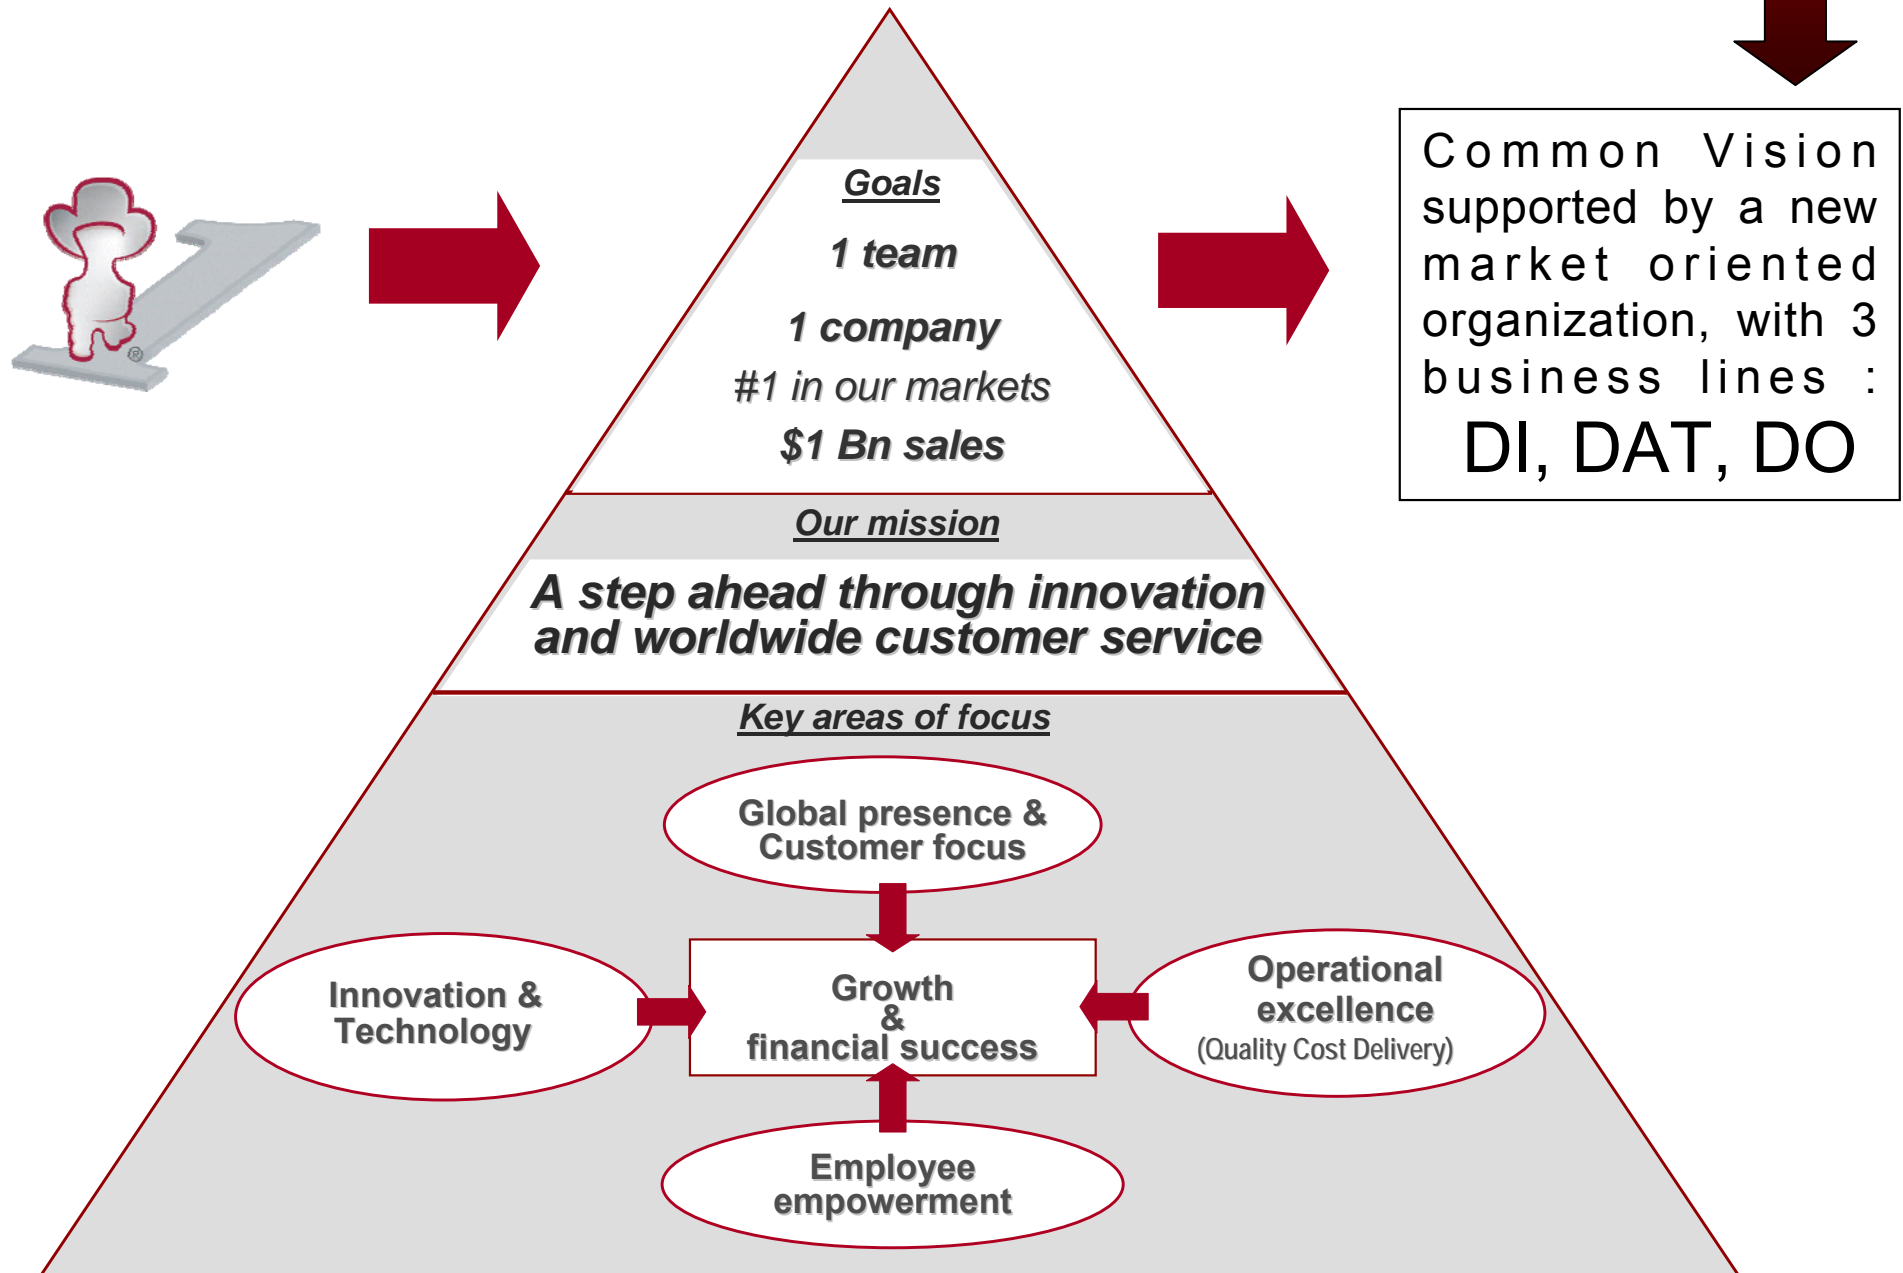 Goals
1 team
1 company
#1 in our markets
$1 Bn sales
Our mission
A step ahead through innovation
and worldwide customer service
Key areas of focus
Global presence &
Customer focus
Innovation &
Technology
Growth
&
financial success
Operational
excellence
(Quality Cost Delivery)
Employee
empowerment
Common Vision
supported by a new
market oriented
organization, with 3
business lines :
DI, DAT, DO
®